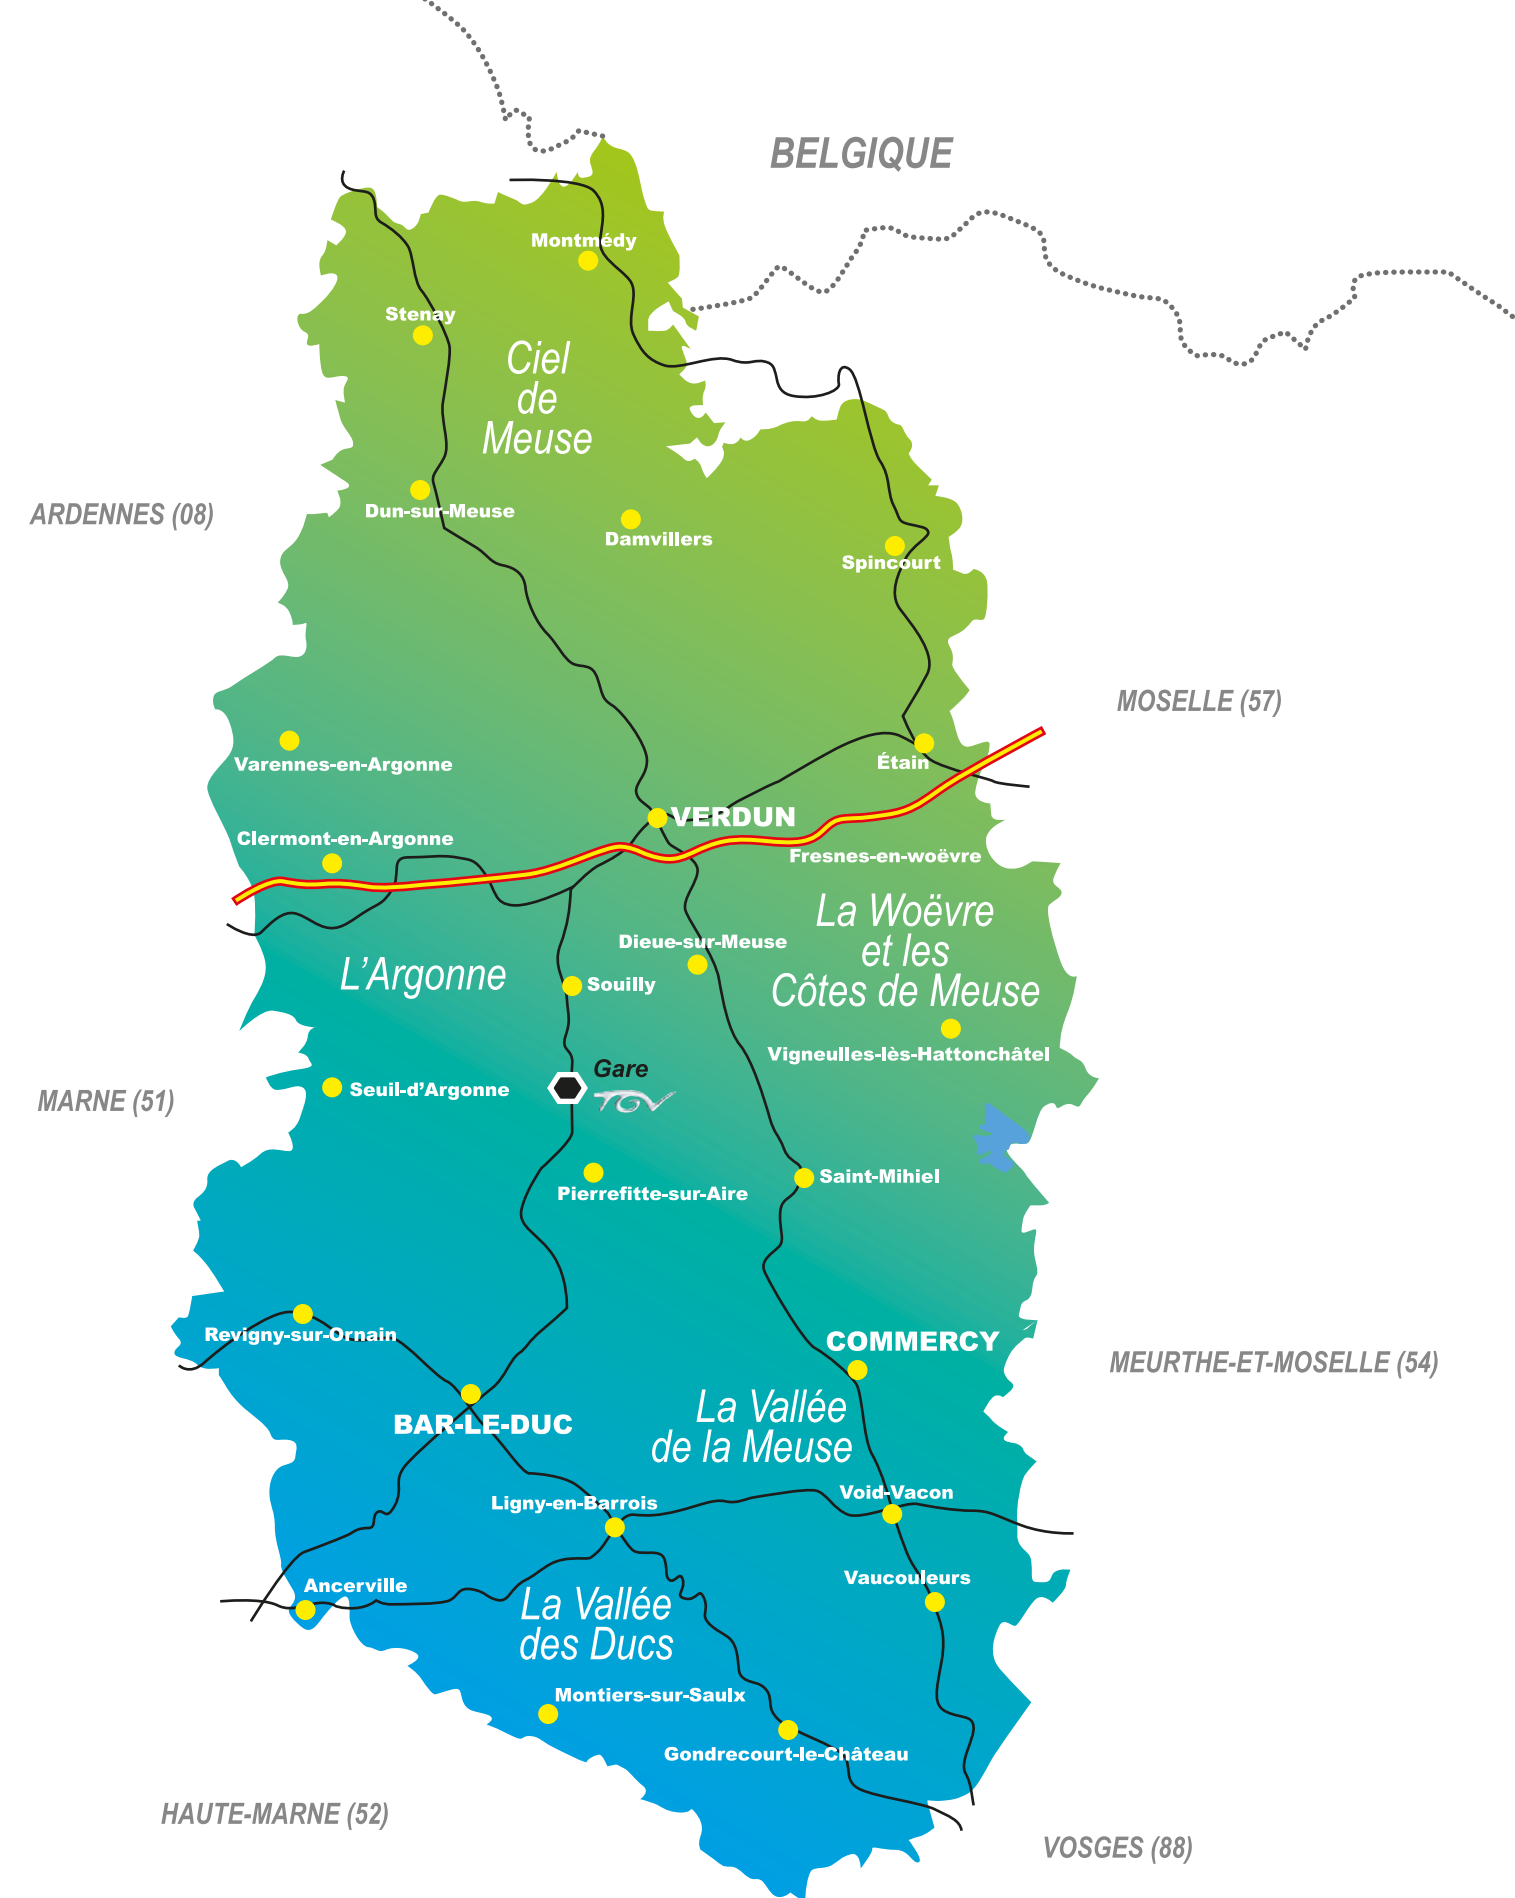 BELGIQUE
Montmédy
Stenay
Ciel
de
Meuse
ARDENNES (08)
Dun-sur-Meuse
Damvillers
Spincourt
MOSELLE (57)
Varennes-en-Argonne
Étain
VERDUN
Clermont-en-Argonne
Fresnes-en-woëvre
La Woëvre
et les
Côtes de Meuse
Dieue-sur-Meuse
L'Argonne
Souilly
Vigneulles-lès-Hattonchâtel
Gare
TGV
Seuil-d'Argonne
MARNE (51)
Saint-Mihiel
Pierrefitte-sur-Aire
Revigny-sur-Ornain
COMMERCY
MEURTHE-ET-MOSELLE (54)
BAR-LE-DUC
La Vallée
de la Meuse
Void-Vacon
Ligny-en-Barrois
Vaucouleurs
Ancerville
La Vallée
des Ducs
Montiers-sur-Saulx
Gondrecourt-le-Château
HAUTE-MARNE (52)
VOSGES (88)